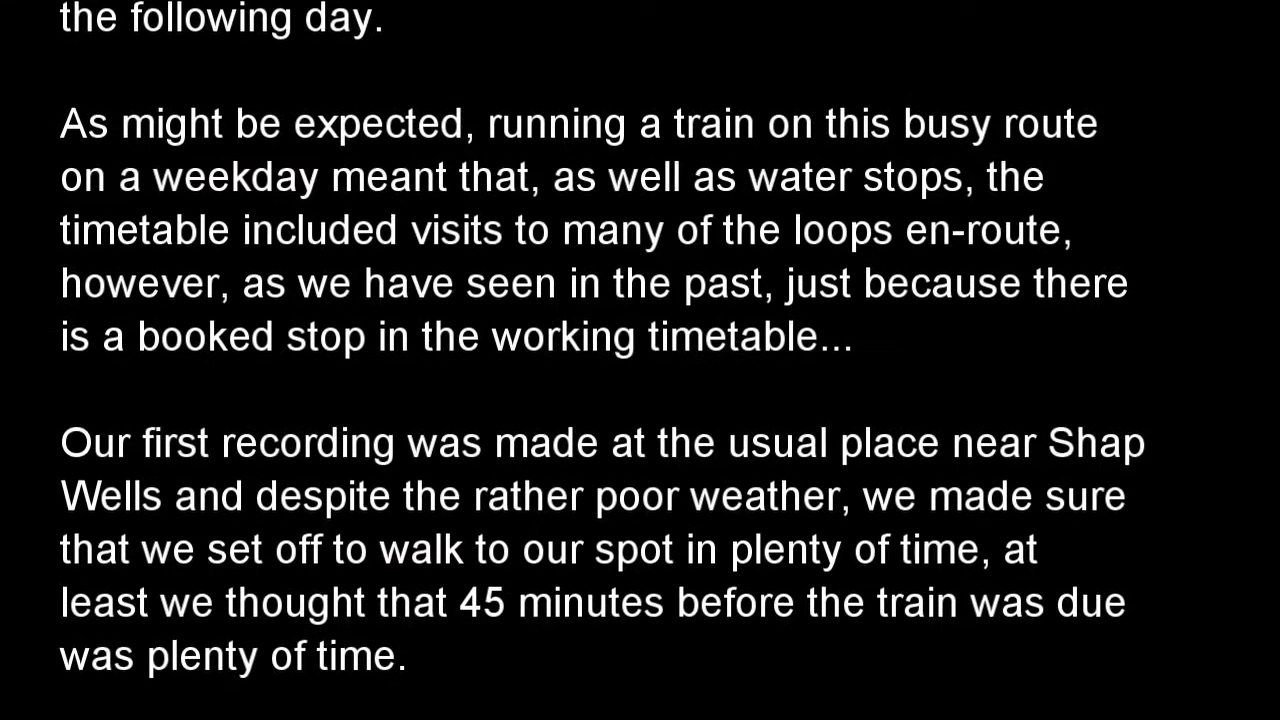 the following day.
As might be expected, running a train on this busy route
on a weekday meant that, as well as water stops, the
timetable included visits to many of the loops en-route,
however, as we have seen in the past, just because there
is a booked stop in the working timetable...
Our first recording was made at the usual place near Shap
Wells and despite the rather poor weather, we made sure
that we set off to walk to our spot in plenty of time, at
least we thought that 45 minutes before the train was due
was plenty of time.